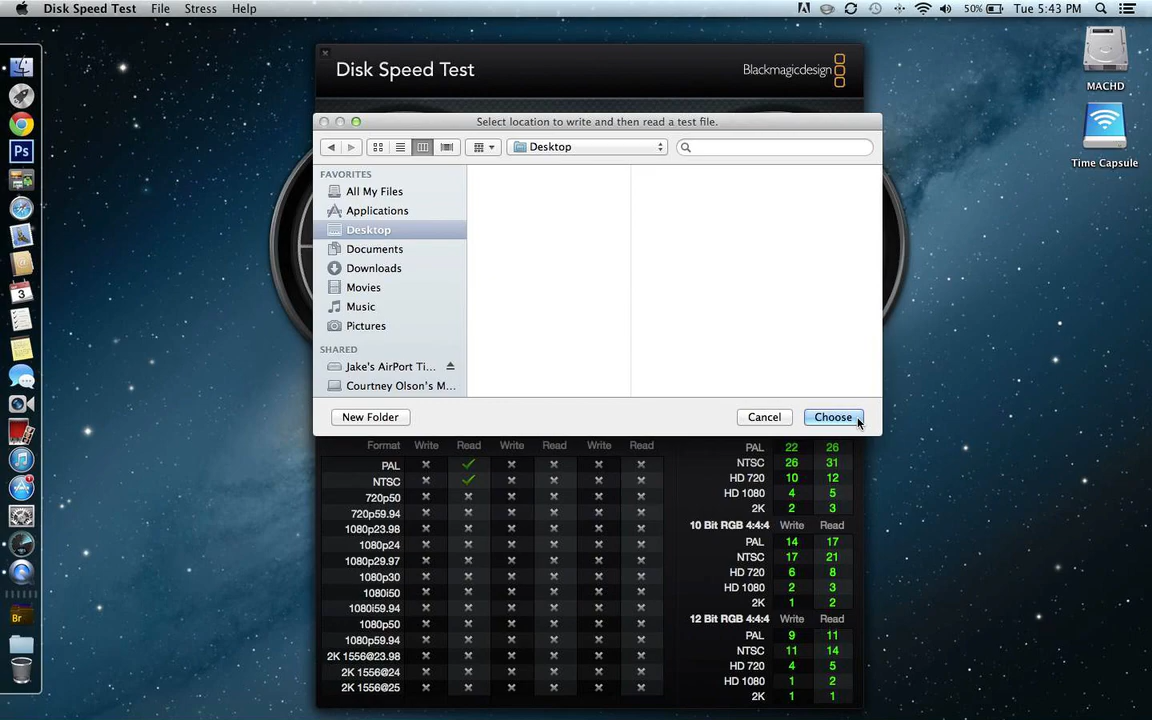 Disk Speed Test File Stress Help 50% Tue 5:43 PM
Disk Speed Test Blackmagicdesign
MACHD
Time Capsule
Select location to write and then read a test file.
Desktop
FAVORITES
All My Files
Applications
Desktop
Documents
Downloads
Movies
Music
Pictures
SHARED
Jake's AirPort Ti...
Courtney Olson's M...
New Folder Cancel Choose
Ps
3
Br
Format Write Read Write Read Write Read
PAL
NTSC
720p50
720p59.94
1080p23.98
1080p24
1080p29.97
1080p30
1080i50
1080i59.94
1080p50
1080p59.94
2K 1556@23.98
2K 1556@24
2K 1556@25
PAL 22 26
NTSC 26 31
HD 720 10 12
HD 1080 4 5
2K 2 3
10 Bit RGB 4:4:4 Write Read
PAL 14 17
NTSC 17 21
HD 720 6 8
HD 1080 2 3
2K 1 2
12 Bit RGB 4:4:4 Write Read
PAL 9 11
NTSC 11 14
HD 720 4 5
HD 1080 1 2
2K 1 1